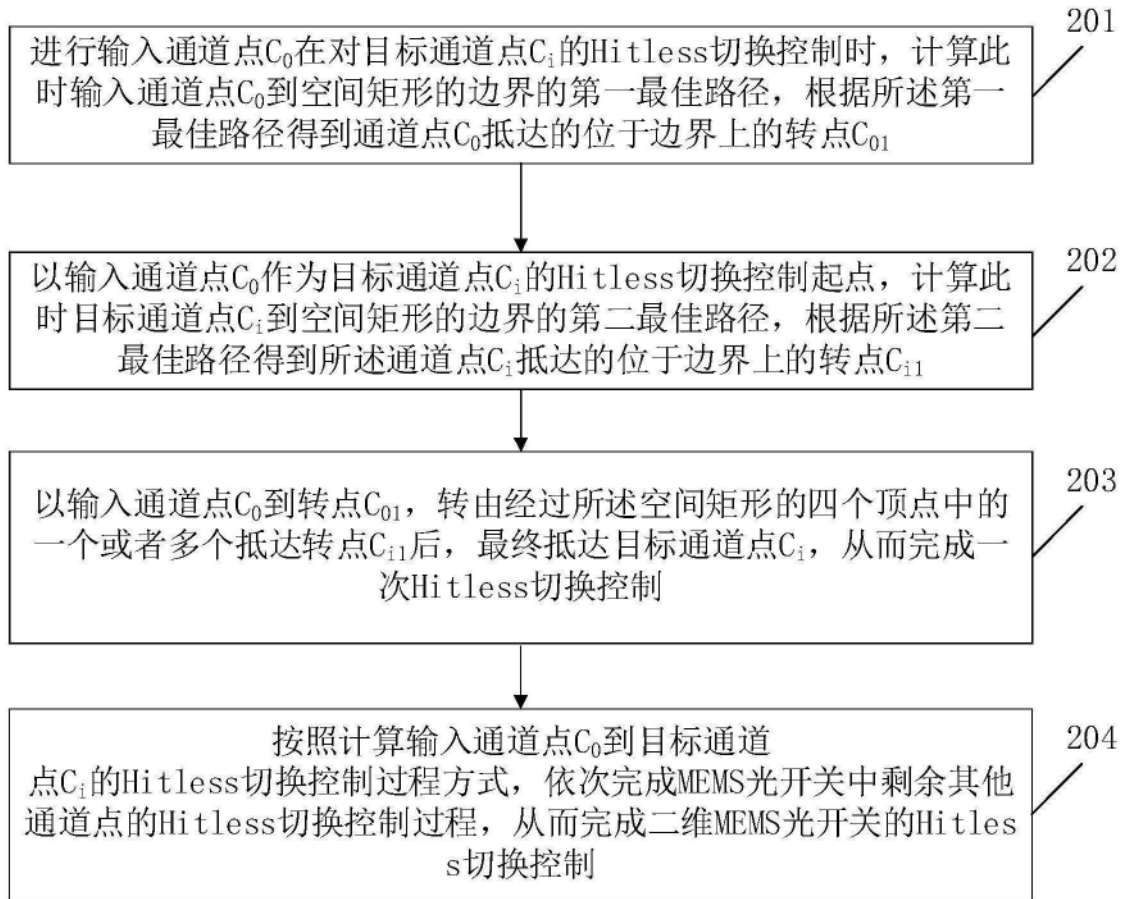 201
进行输入通道点C₀在对目标通道点Cᵢ的Hitless切换控制时，计算此
时输入通道点C₀到空间矩形的边界的第一最佳路径，根据所述第一
最佳路径得到通道点C₀抵达的位于边界上的转点C₀₁
202
以输入通道点C₀作为目标通道点Cᵢ的Hitless切换控制起点，计算此
时目标通道点Cᵢ到空间矩形的边界的第二最佳路径，根据所述第二
最佳路径得到所述通道点Cᵢ抵达的位于边界上的转点Cᵢ₁
203
以输入通道点C₀到转点C₀₁，转由经过所述空间矩形的四个顶点中的
一个或者多个抵达转点Cᵢ₁后，最终抵达目标通道点Cᵢ，从而完成一
次Hitless切换控制
204
按照计算输入通道点C₀到目标通道
点Cᵢ的Hitless切换控制过程方式，依次完成MEMS光开关中剩余其他
通道点的Hitless切换控制过程，从而完成二维MEMS光开关的Hitles
s切换控制